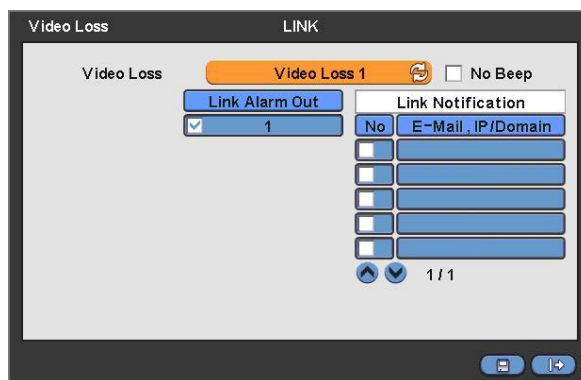 Video Loss LINK
Video Loss Video Loss 1 No Beep
Link Alarm Out Link Notification
1 No E-Mail , IP/Domain
1 / 1